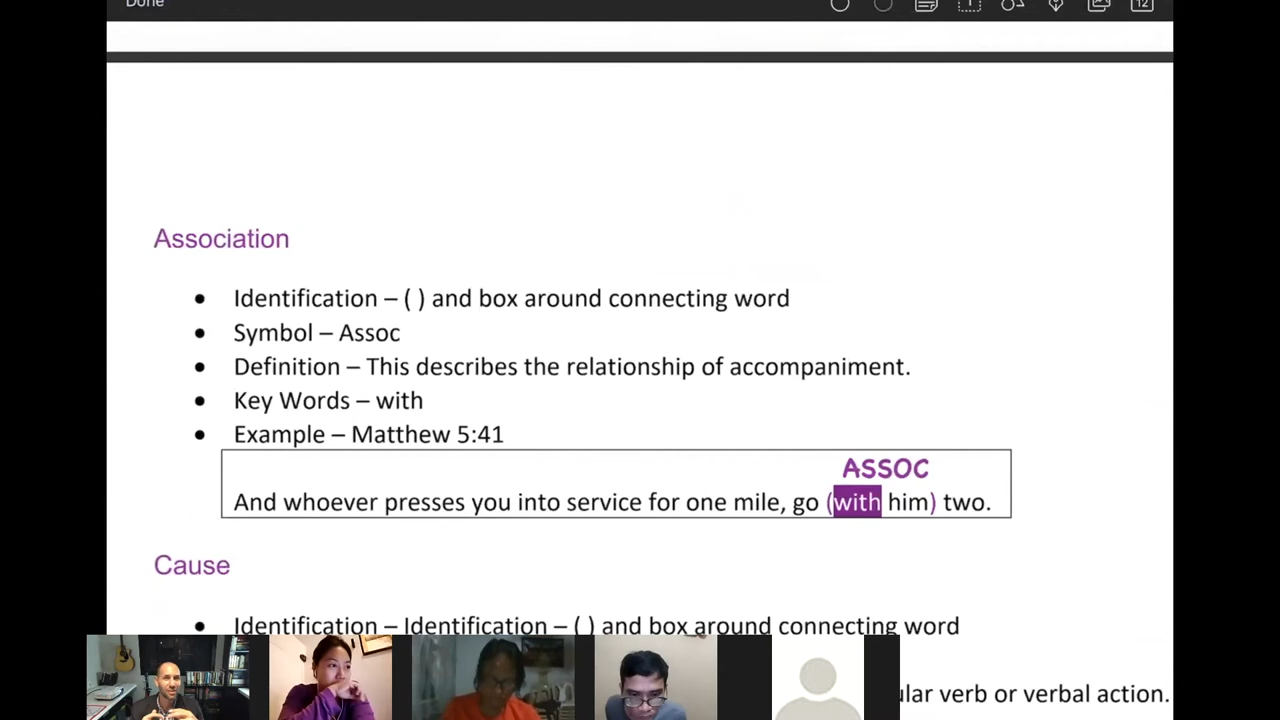 Done
T
12
Association
• Identification – ( ) and box around connecting word
• Symbol – Assoc
• Definition – This describes the relationship of accompaniment.
• Key Words – with
• Example – Matthew 5:41
ASSOC
And whoever presses you into service for one mile, go (with him) two.
Cause
• Identification – Identification – ( ) and box around connecting word
verb or verbal action.